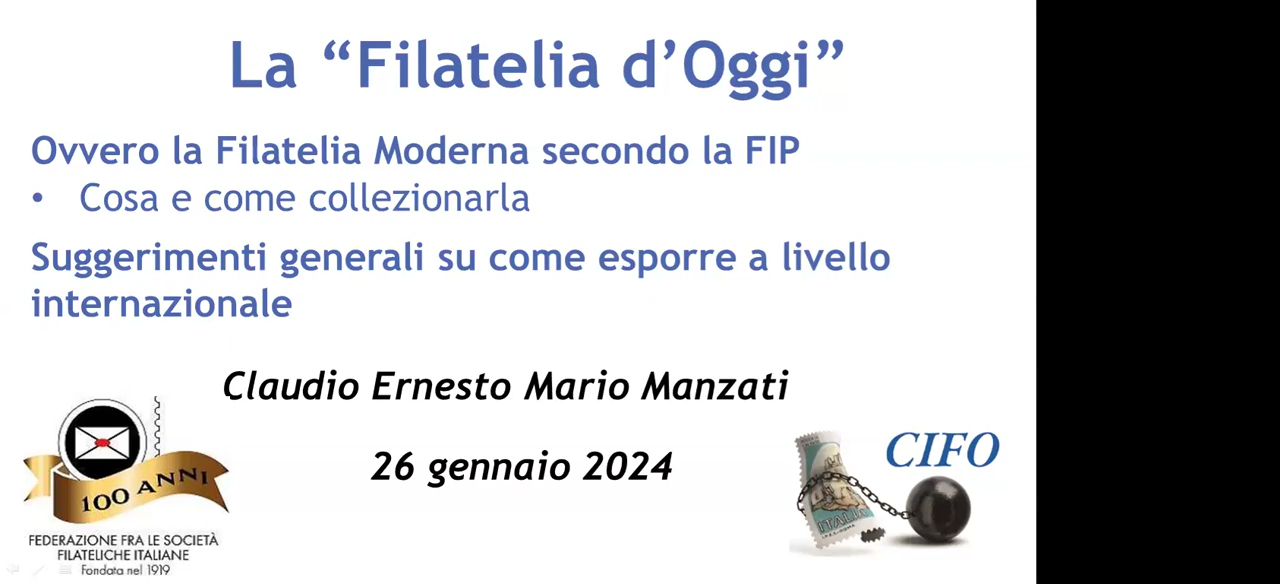 La “Filatelia d’Oggi”
Ovvero la Filatelia Moderna secondo la FIP
• Cosa e come collezionarla
Suggerimenti generali su come esporre a livello
internazionale
Claudio Ernesto Mario Manzati
26 gennaio 2024
100 ANNI
FEDERAZIONE FRA LE SOCIETÀ
FILATELICHE ITALIANE
Fondata nel 1919
CIFO
ITALIA